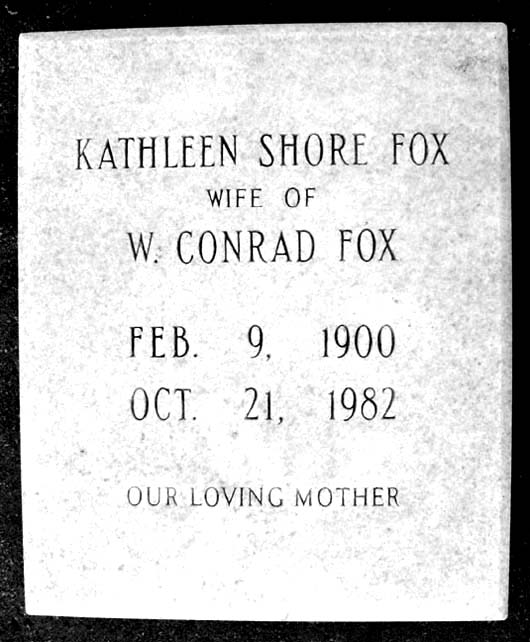 KATHLEEN SHORE FOX
WIFE OF
W. CONRAD FOX
FEB. 9, 1900
OCT. 21, 1982
OUR LOVING MOTHER